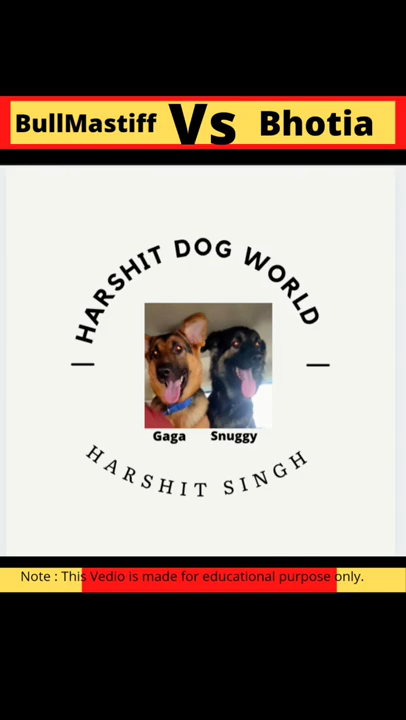 BullMastiff Vs Bhotia
HARSHIT DOG WORLD
Gaga Snuggy
HARSHIT SINGH
Note : This Vedio is made for educational purpose only.